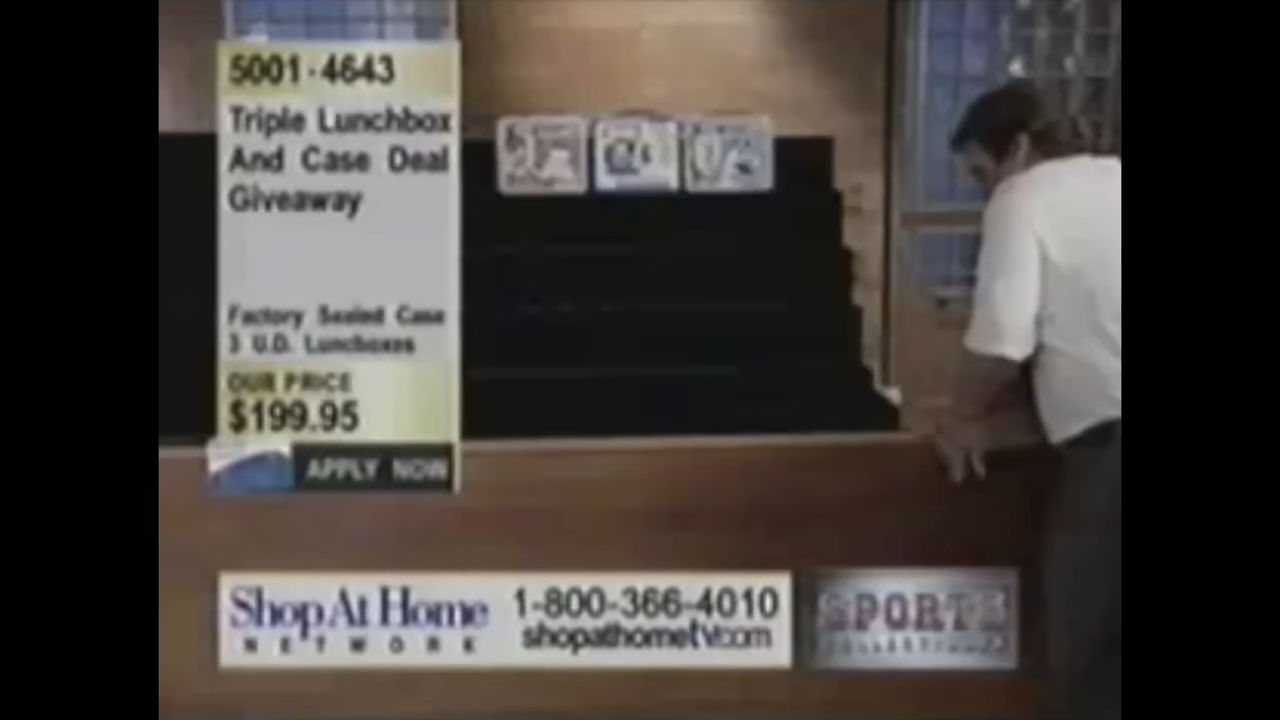 5001-4643
Triple Lunchbox
And Case Deal
Giveaway
Factory Sealed Case
3 U.D. Lunchboxes
OUR PRICE
$199.95
APPLY NOW
Shop At Home
NETWORK
1-800-366-4010
shopathometv.com
SPORTS
COLLECTIBLES